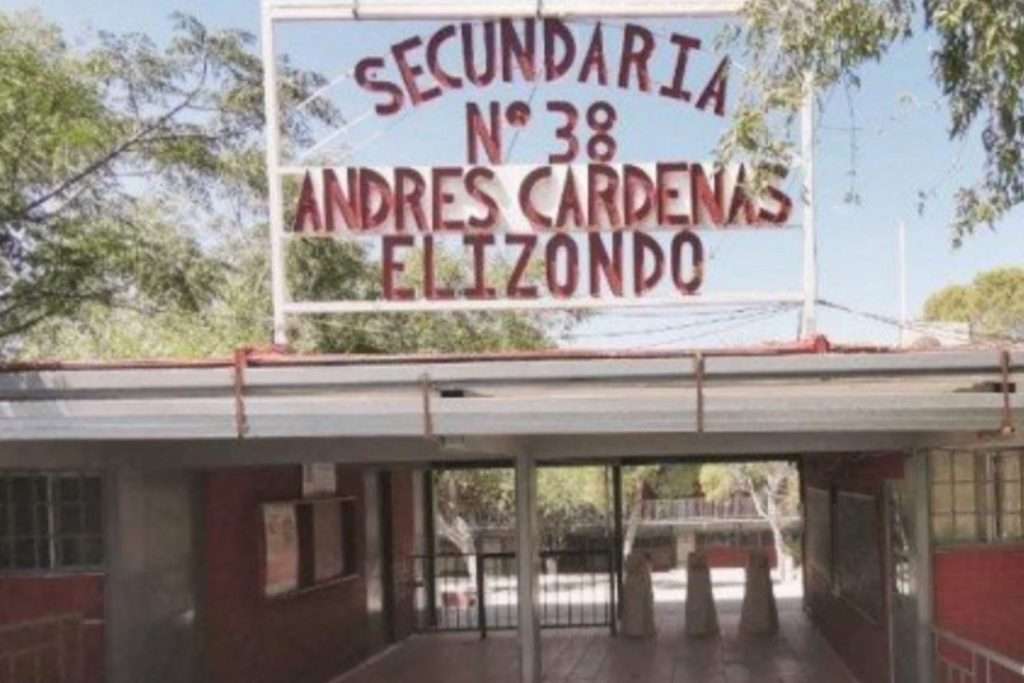 SECUNDARIA
N° 38
ANDRES CARDENAS
ELIZONDO